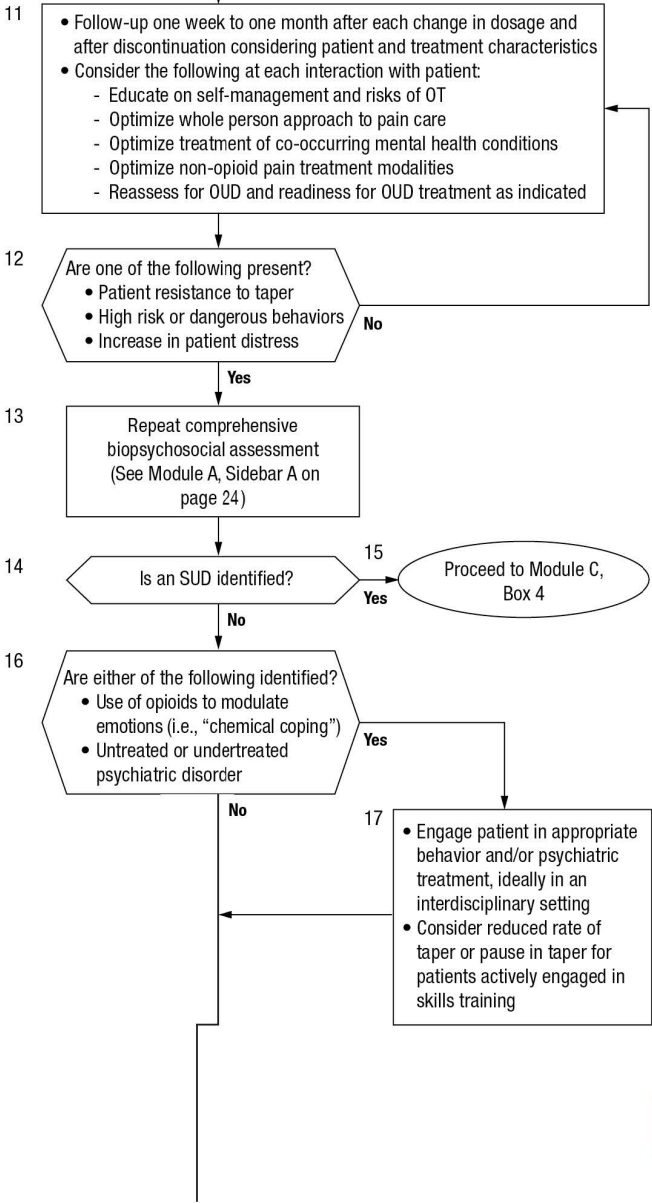 11
• Follow-up one week to one month after each change in dosage and
after discontinuation considering patient and treatment characteristics
• Consider the following at each interaction with patient:
- Educate on self-management and risks of OT
- Optimize whole person approach to pain care
- Optimize treatment of co-occurring mental health conditions
- Optimize non-opioid pain treatment modalities
- Reassess for OUD and readiness for OUD treatment as indicated
12
Are one of the following present?
• Patient resistance to taper
• High risk or dangerous behaviors
• Increase in patient distress
No
Yes
13
Repeat comprehensive
biopsychosocial assessment
(See Module A, Sidebar A on
page 24)
14
Is an SUD identified?
Yes
15
Proceed to Module C,
Box 4
No
16
Are either of the following identified?
• Use of opioids to modulate
emotions (i.e., “chemical coping”)
• Untreated or undertreated
psychiatric disorder
Yes
No
17
• Engage patient in appropriate
behavior and/or psychiatric
treatment, ideally in an
interdisciplinary setting
• Consider reduced rate of
taper or pause in taper for
patients actively engaged in
skills training